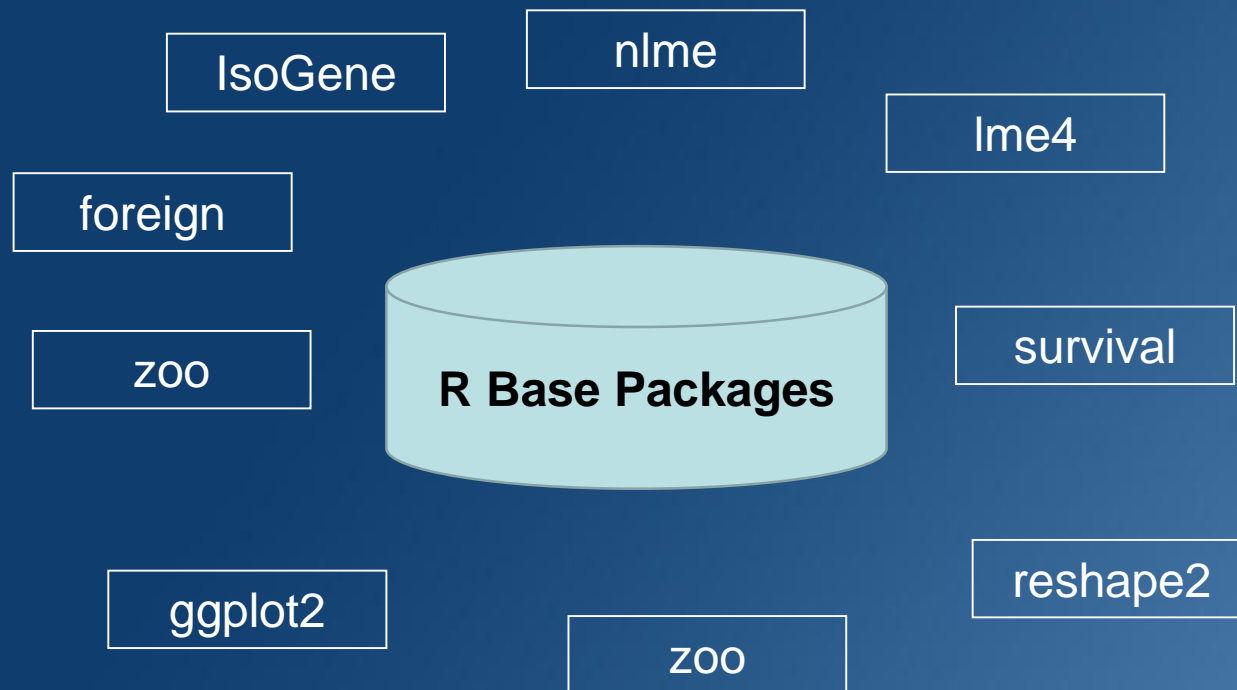 IsoGene
nlme
lme4
foreign
zoo
R Base Packages
survival
ggplot2
reshape2
zoo